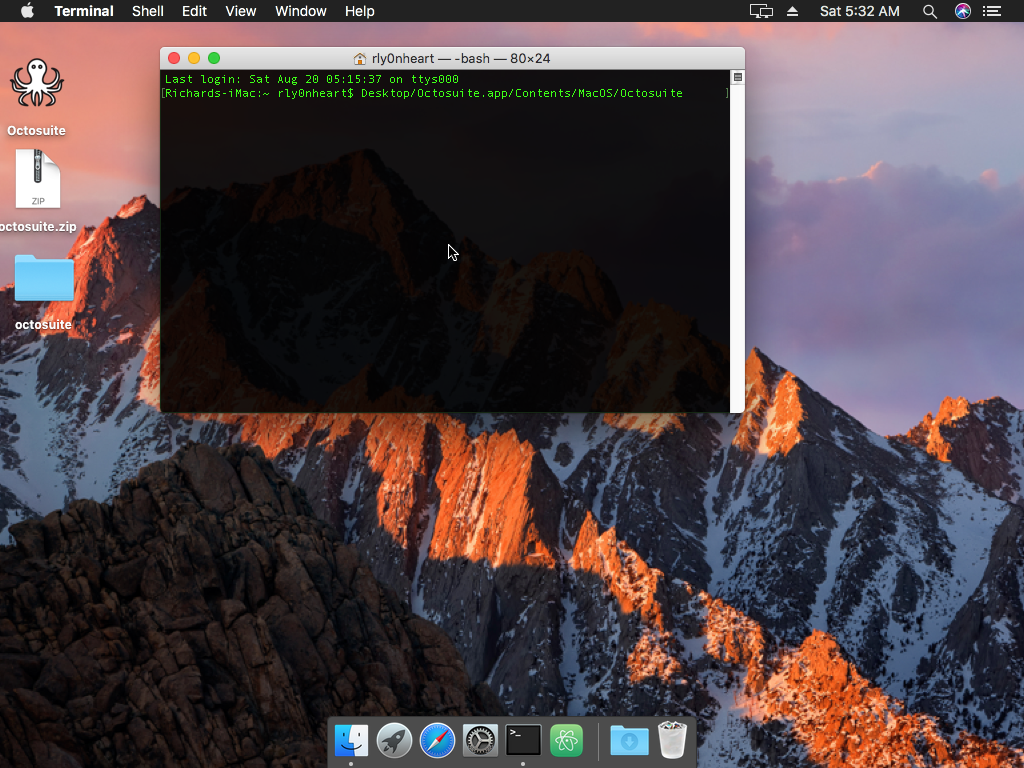 Terminal Shell Edit View Window Help Sat 5:32 AM
rly0nheart — -bash — 80×24
Last login: Sat Aug 20 05:15:37 on ttys000
[Richards-iMac:~ rly0nheart$ Desktop/Octosuite.app/Contents/MacOS/Octosuite ]
Octosuite
ZIP
octosuite.zip
octosuite
>_